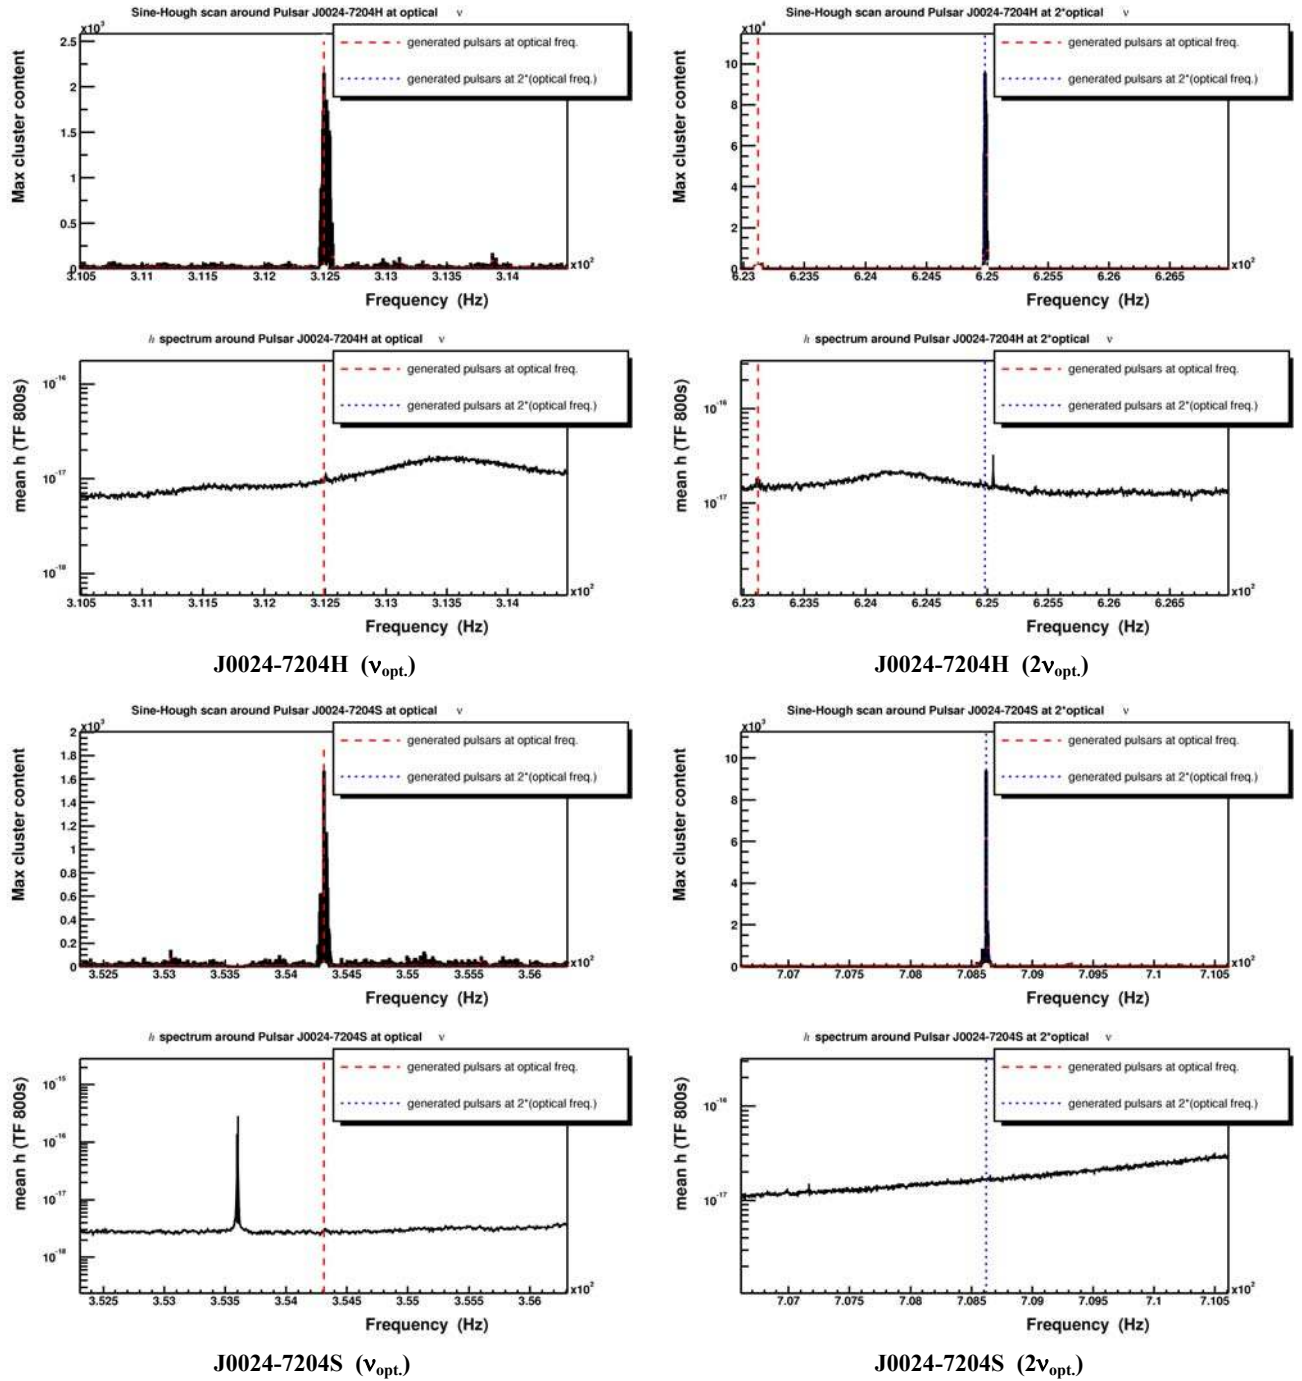 Sine-Hough scan around Pulsar J0024-7204H at optical ν
x10³
generated pulsars at optical freq.
generated pulsars at 2*(optical freq.)
Max cluster content
2.5
2
1.5
1
0.5
0
3.105 3.11 3.115 3.12 3.125 3.13 3.135 3.14
x10²
Frequency (Hz)
Sine-Hough scan around Pulsar J0024-7204H at 2*optical ν
x10⁴
generated pulsars at optical freq.
generated pulsars at 2*(optical freq.)
Max cluster content
10
8
6
4
2
0
6.23 6.235 6.24 6.245 6.25 6.255 6.26 6.265
x10²
Frequency (Hz)
h spectrum around Pulsar J0024-7204H at optical ν
generated pulsars at optical freq.
generated pulsars at 2*(optical freq.)
mean h (TF 800s)
10⁻¹⁶
10⁻¹⁷
10⁻¹⁸
3.105 3.11 3.115 3.12 3.125 3.13 3.135 3.14
x10²
Frequency (Hz)
h spectrum around Pulsar J0024-7204H at 2*optical ν
generated pulsars at optical freq.
generated pulsars at 2*(optical freq.)
mean h (TF 800s)
10⁻¹⁶
10⁻¹⁷
6.23 6.235 6.24 6.245 6.25 6.255 6.26 6.265
x10²
Frequency (Hz)
J0024-7204H (νopt.)
J0024-7204H (2νopt.)
Sine-Hough scan around Pulsar J0024-7204S at optical ν
x10³
generated pulsars at optical freq.
generated pulsars at 2*(optical freq.)
Max cluster content
2
1.8
1.6
1.4
1.2
1
0.8
0.6
0.4
0.2
0
3.525 3.53 3.535 3.54 3.545 3.55 3.555 3.56
x10²
Frequency (Hz)
Sine-Hough scan around Pulsar J0024-7204S at 2*optical ν
x10³
generated pulsars at optical freq.
generated pulsars at 2*(optical freq.)
Max cluster content
10
8
6
4
2
0
7.07 7.075 7.08 7.085 7.09 7.095 7.1 7.105
x10²
Frequency (Hz)
h spectrum around Pulsar J0024-7204S at optical ν
generated pulsars at optical freq.
generated pulsars at 2*(optical freq.)
mean h (TF 800s)
10⁻¹⁵
10⁻¹⁶
10⁻¹⁷
10⁻¹⁸
3.525 3.53 3.535 3.54 3.545 3.55 3.555 3.56
x10²
Frequency (Hz)
h spectrum around Pulsar J0024-7204S at 2*optical ν
generated pulsars at optical freq.
generated pulsars at 2*(optical freq.)
mean h (TF 800s)
10⁻¹⁶
10⁻¹⁷
7.07 7.075 7.08 7.085 7.09 7.095 7.1 7.105
x10²
Frequency (Hz)
J0024-7204S (νopt.)
J0024-7204S (2νopt.)